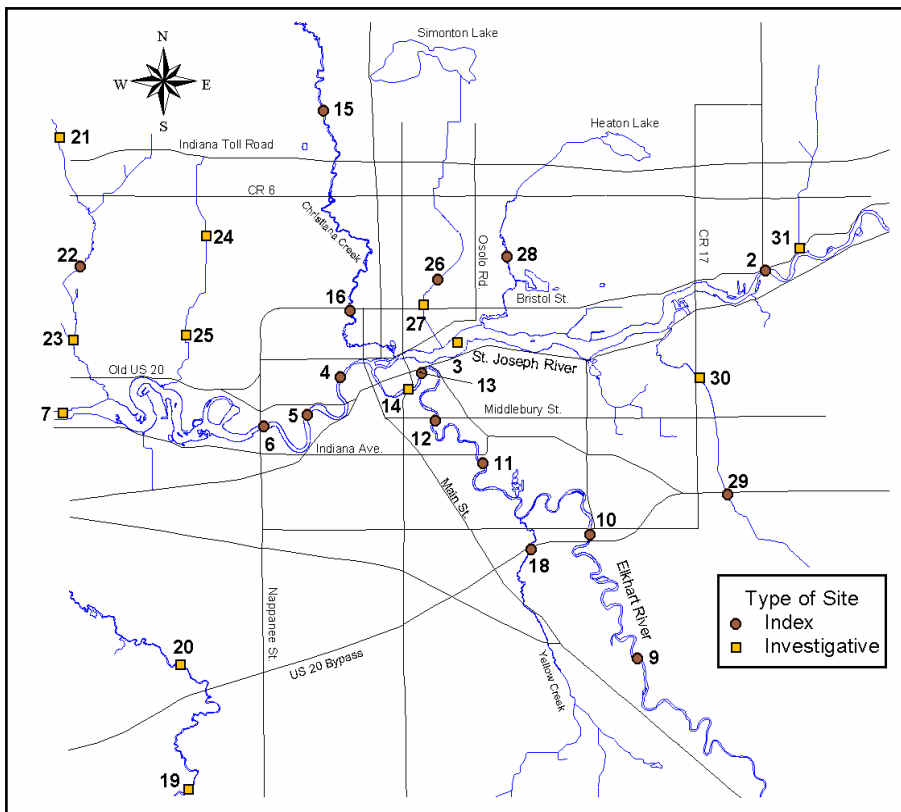 Simonton Lake
N
W
E
S
15
Heaton Lake
21
Indiana Toll Road
CR 6
Christiana Creek
24
Osolo Rd.
CR 17
31
22
26
28
2
16
27
Bristol St.
23
25
St. Joseph River
3
Old US 20
4
13
30
14
7
5
Middlebury St.
12
6
Indiana Ave.
11
Main St.
29
10
18
Elkhart River
Nappanee St.
Type of Site
Index
Investigative
20
US 20 Bypass
9
Yellow Creek
19